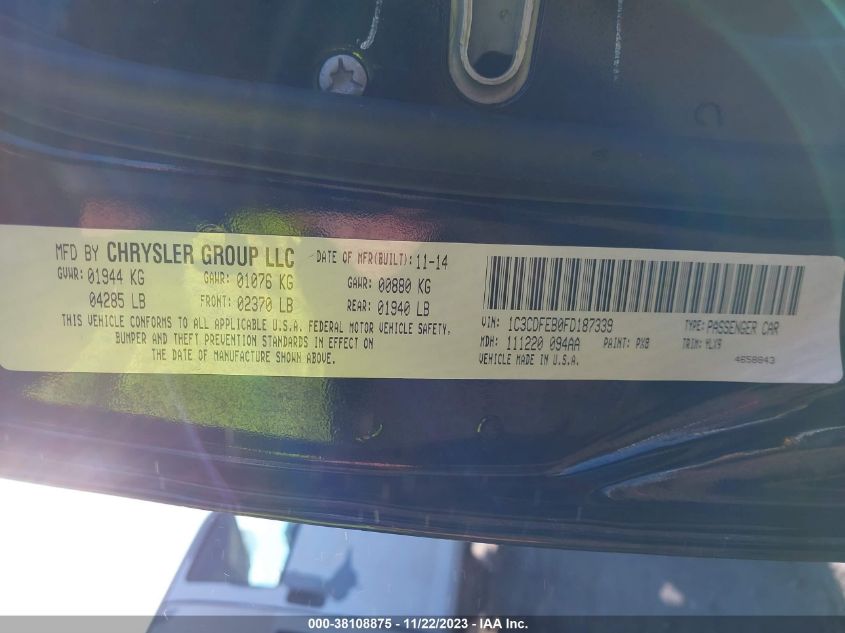 MFD BY CHRYSLER GROUP LLC DATE OF MFR(BUILT): 11-14
GVWR: 01944 KG GAWR: 01076 KG GAWR: 00880 KG
04285 LB FRONT: 02370 LB REAR: 01940 LB
THIS VEHICLE CONFORMS TO ALL APPLICABLE U.S.A. FEDERAL MOTOR VEHICLE SAFETY,
BUMPER AND THEFT PREVENTION STANDARDS IN EFFECT ON
THE DATE OF MANUFACTURE SHOWN ABOVE.
VIN: 1C3CDFEB0FD187339 TYPE: PASSENGER CAR
MDH: 111220 094AA PAINT: PX8 TRIM: HLX9
VEHICLE MADE IN U.S.A. 4658643
000-38108875 - 11/22/2023 - IAA Inc.